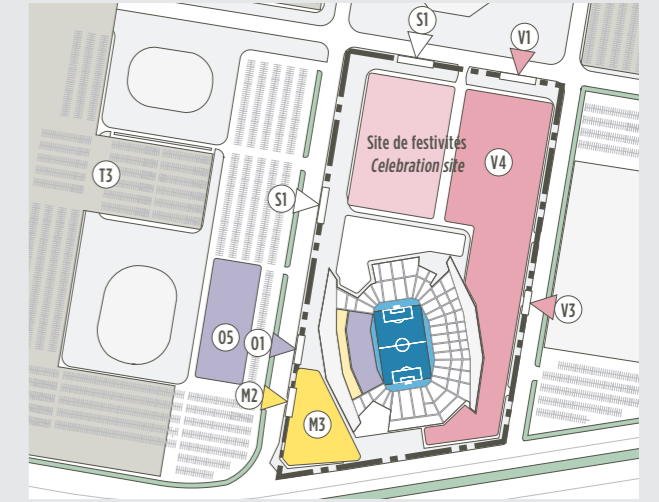 S1
V1
Site de festivités
Celebration site
V4
T3
S1
V3
O5
O1
M2
M3